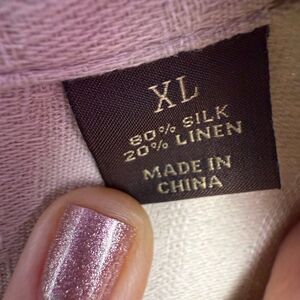 XL
80% SILK
20% LINEN
MADE IN
CHINA